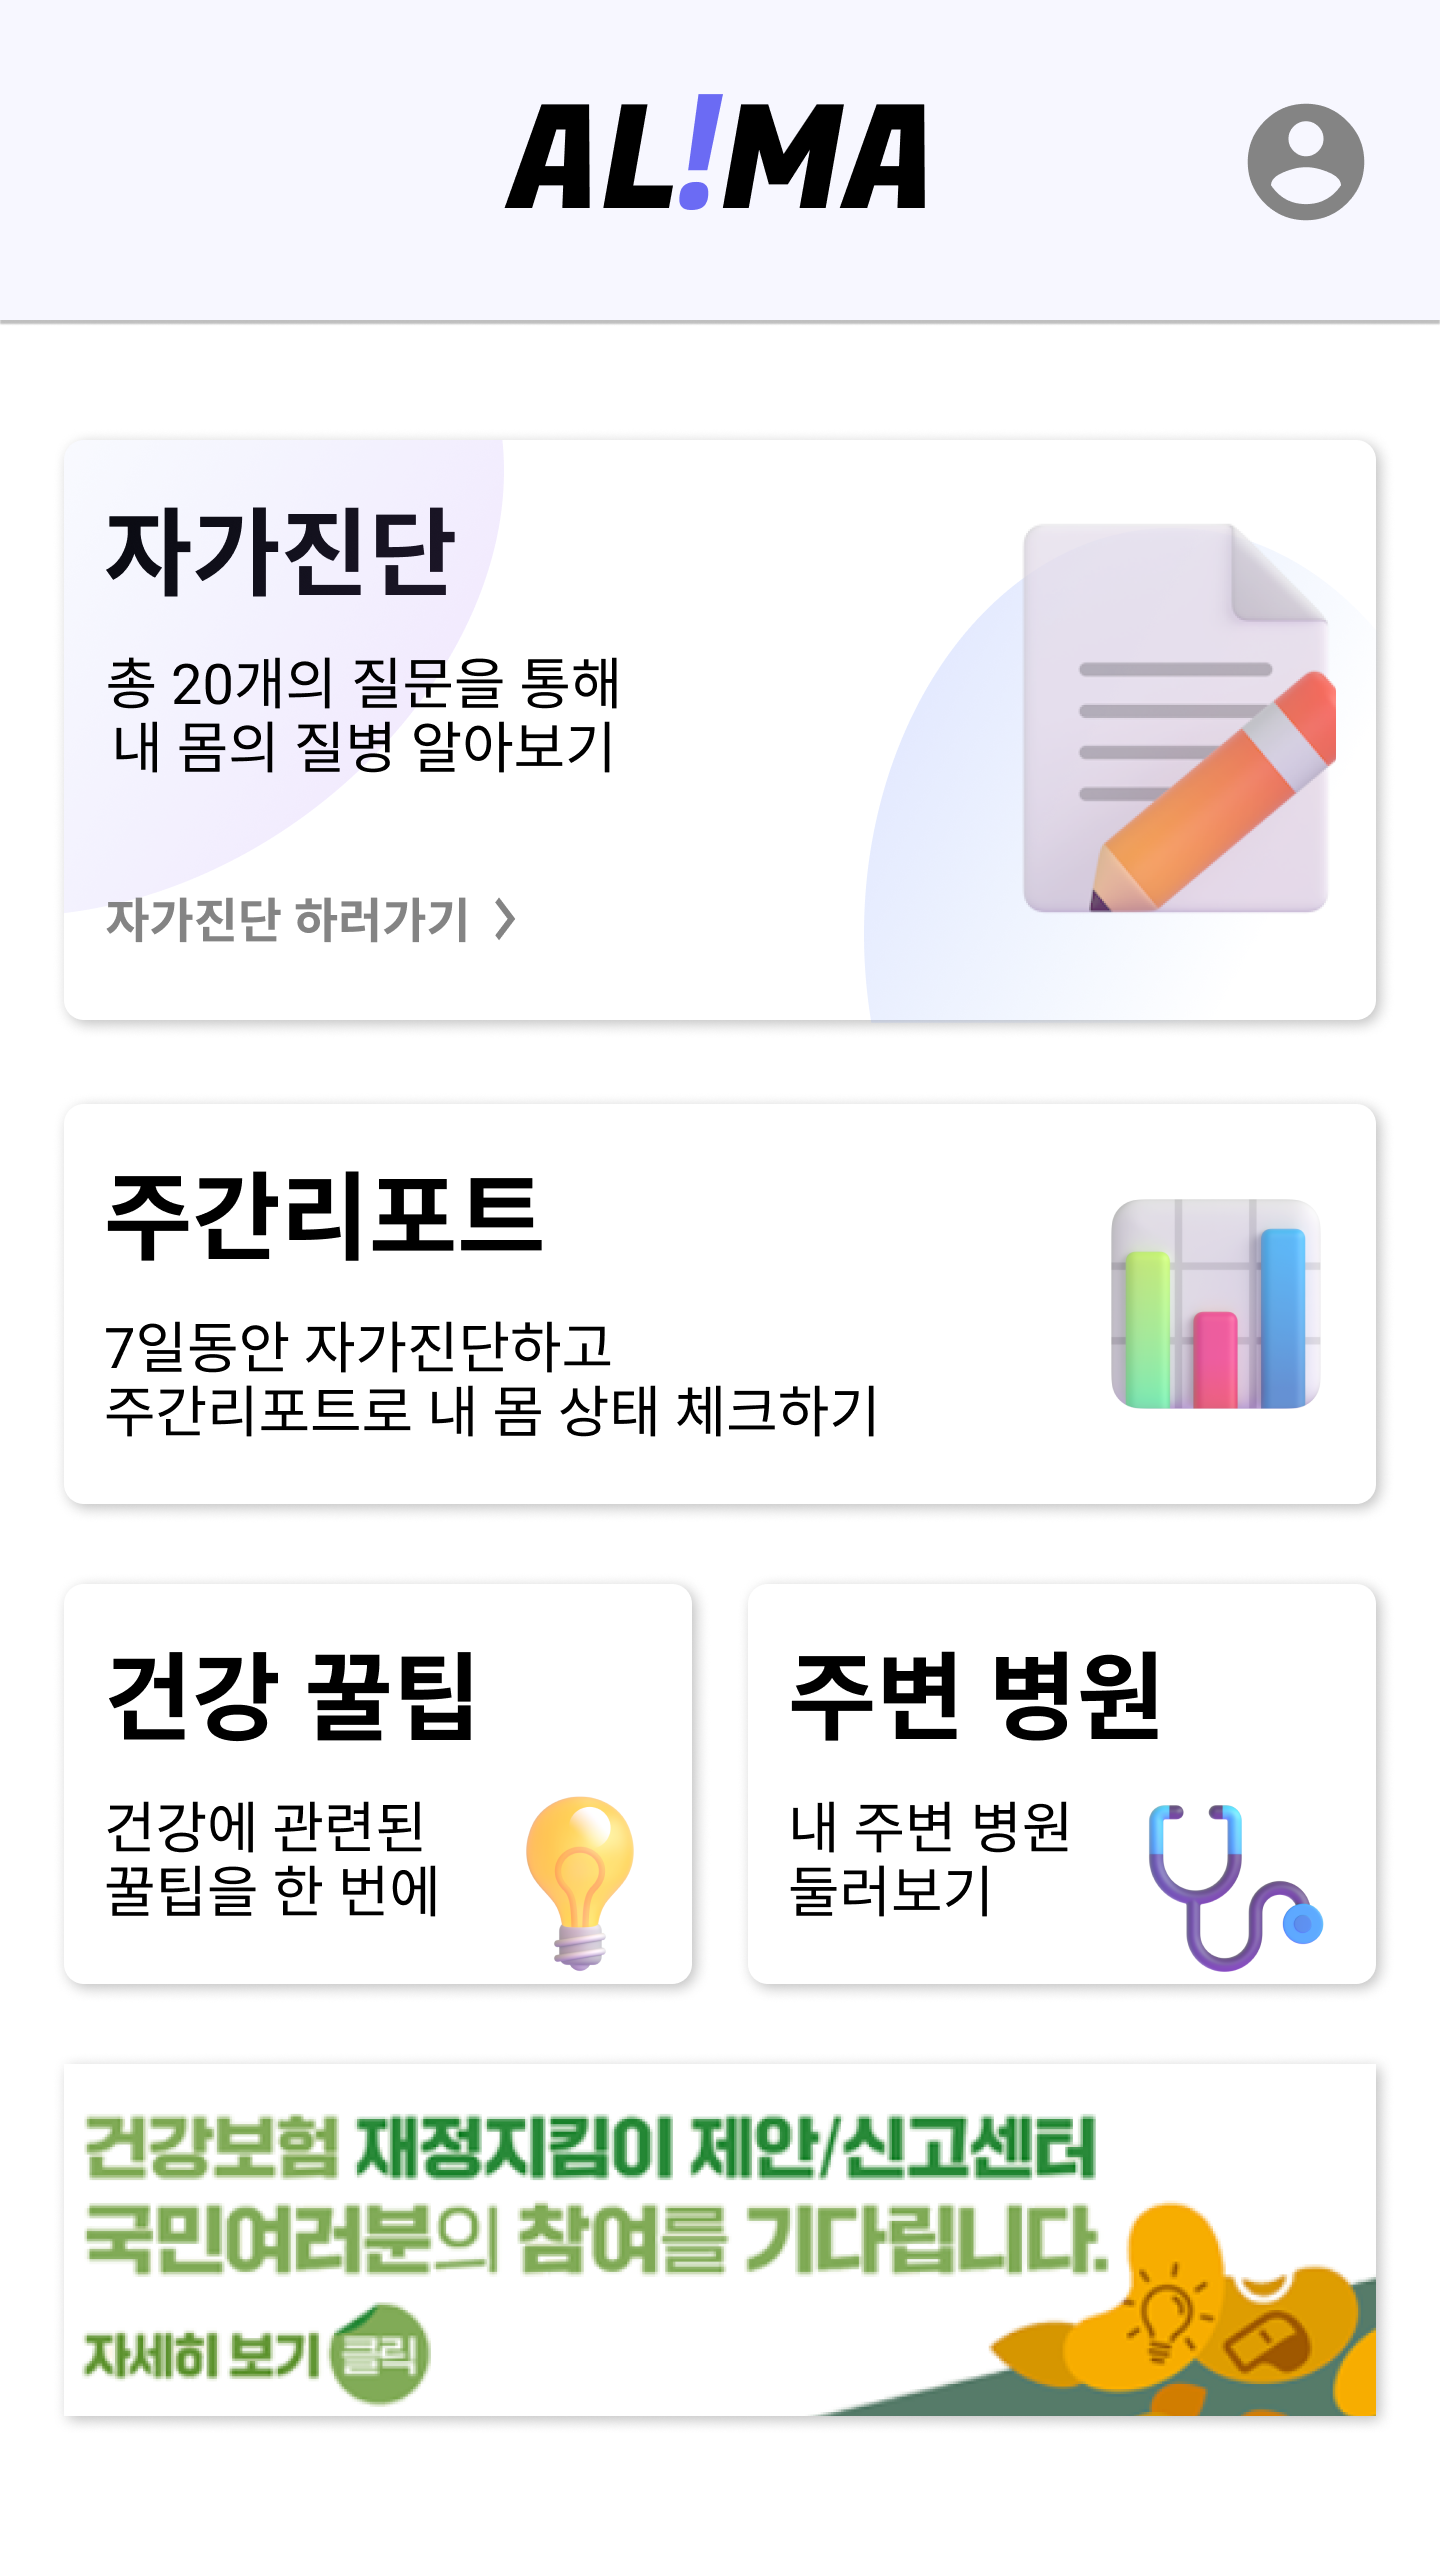 AL!MA
자가진단
총 20개의 질문을 통해
내 몸의 질병 알아보기
자가진단 하러가기 >
주간리포트
7일동안 자가진단하고
주간리포트로 내 몸 상태 체크하기
건강 꿀팁
건강에 관련된
꿀팁을 한 번에
주변 병원
내 주변 병원
둘러보기
건강보험 재정지킴이 제안/신고센터
국민여러분의 참여를 기다립니다.
자세히 보기 클릭